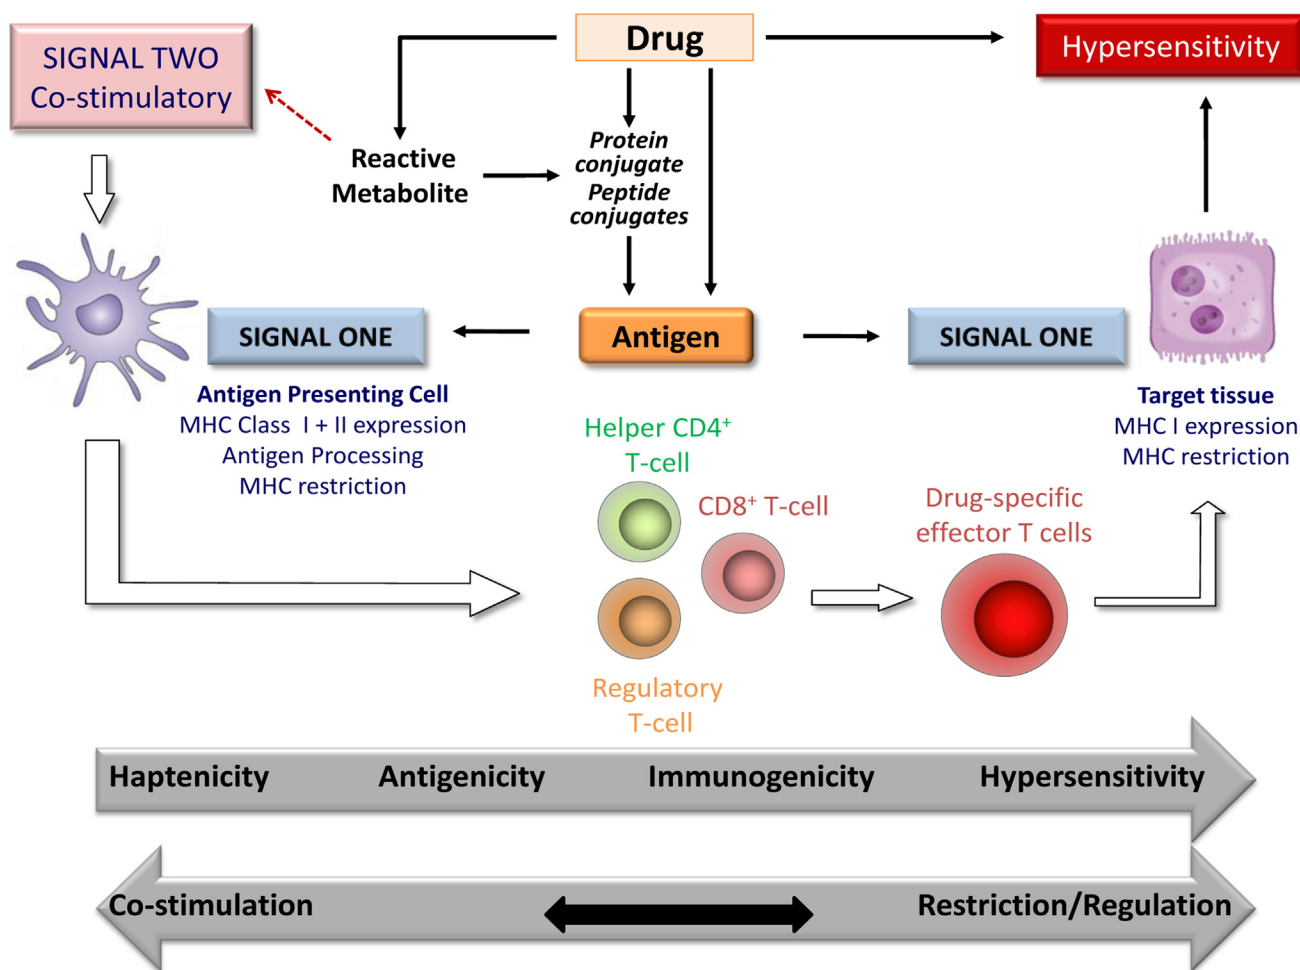 SIGNAL TWO
Co-stimulatory
Drug
Hypersensitivity
Reactive
Metabolite
Protein
conjugate
Peptide
conjugates
SIGNAL ONE
Antigen
SIGNAL ONE
Antigen Presenting Cell
MHC Class I + II expression
Antigen Processing
MHC restriction
Target tissue
MHC I expression
MHC restriction
Helper CD4⁺
T-cell
CD8⁺ T-cell
Drug-specific
effector T cells
Regulatory
T-cell
Haptenicity Antigenicity Immunogenicity Hypersensitivity
Co-stimulation Restriction/Regulation